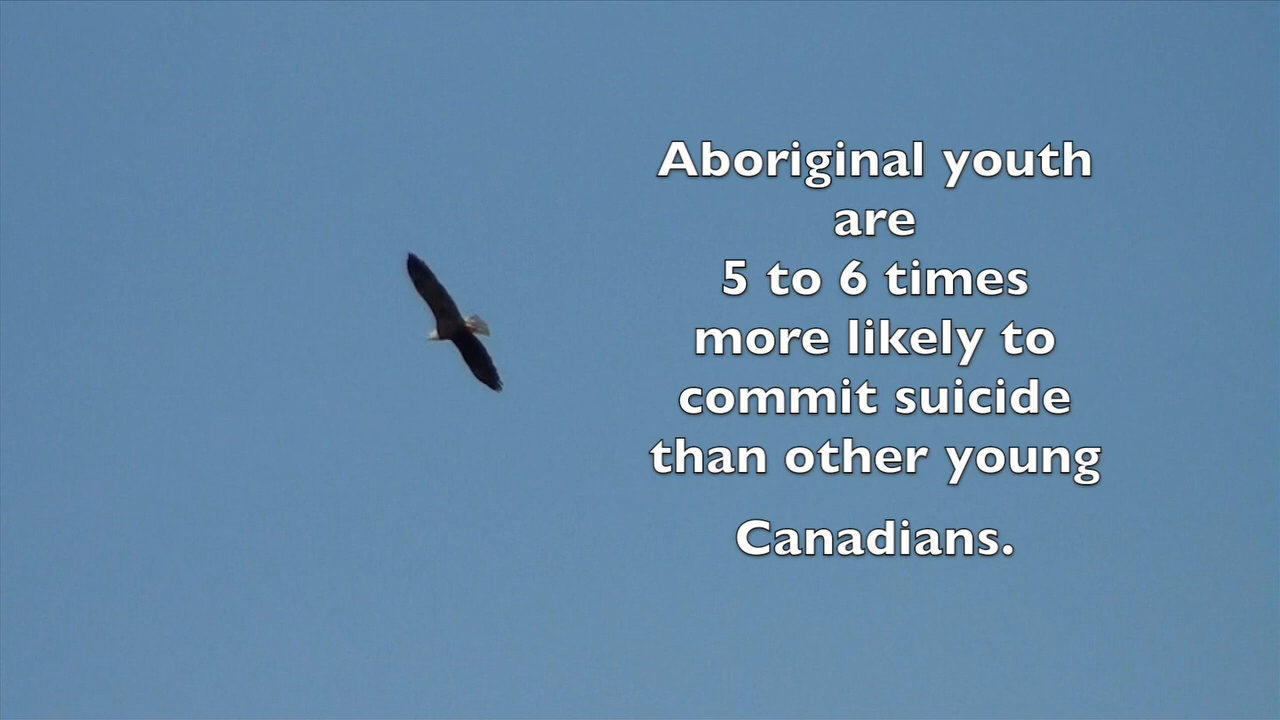 Aboriginal youth
are
5 to 6 times
more likely to
commit suicide
than other young
Canadians.